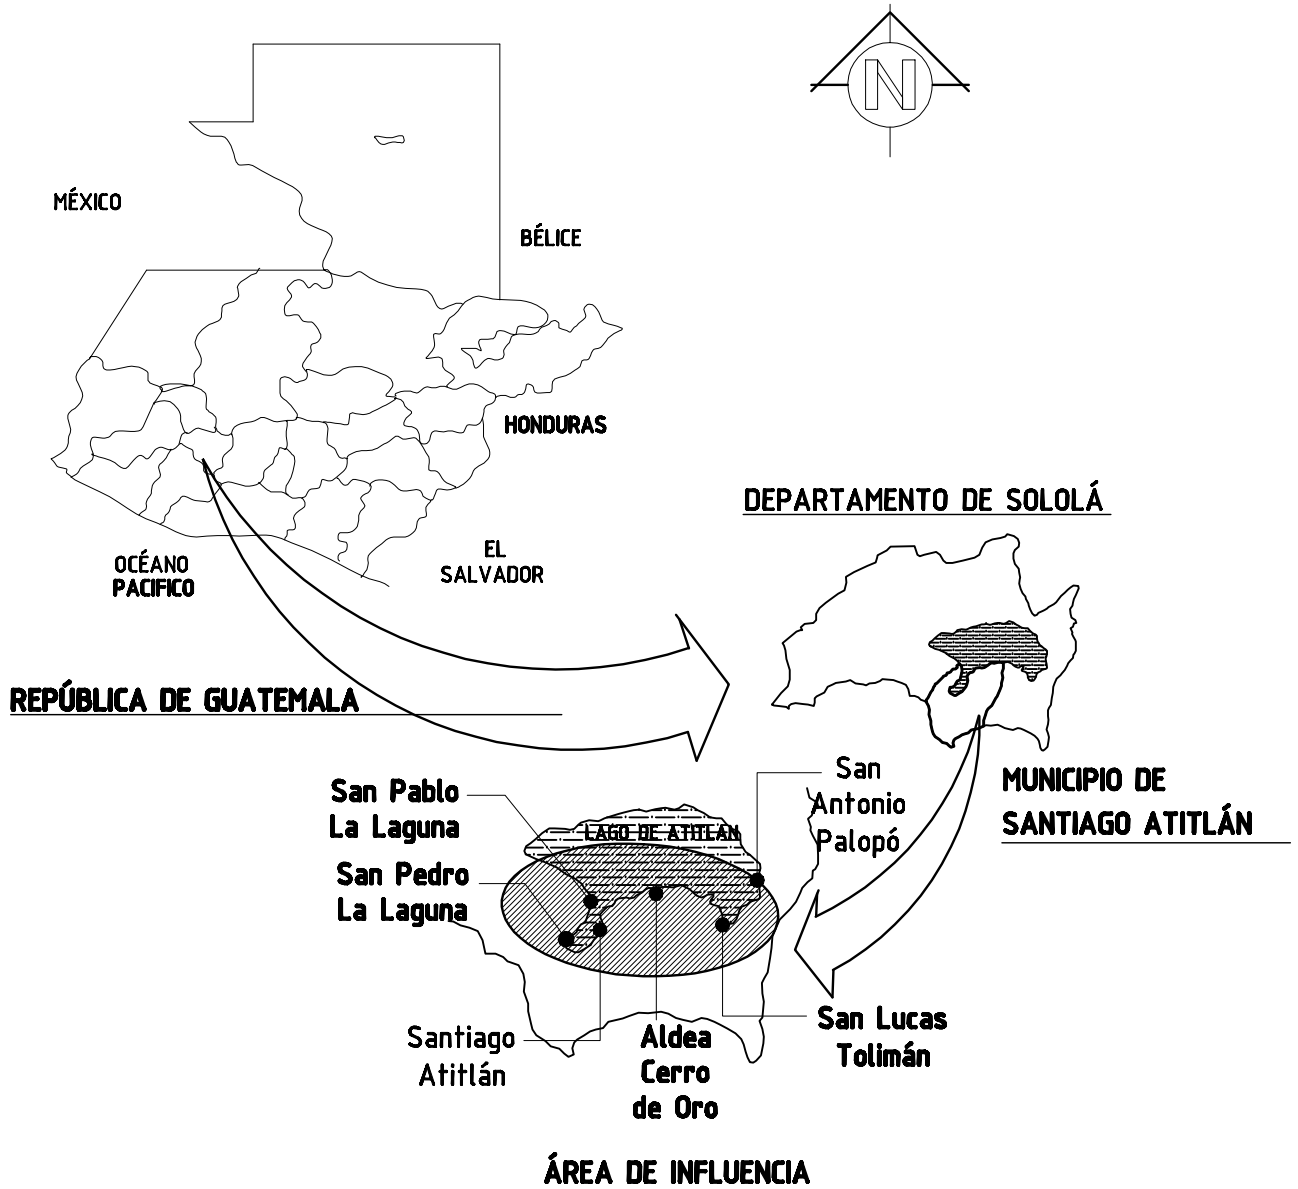 N
MÉXICO
BÉLICE
HONDURAS
DEPARTAMENTO DE SOLOLÁ
EL
SALVADOR
OCÉANO
PACIFICO
REPÚBLICA DE GUATEMALA
MUNICIPIO DE
SANTIAGO ATITLÁN
San
Antonio
Palopó
San Pablo
La Laguna
LAGO DE ATITLAN
San Pedro
La Laguna
Santiago
Atitlán
Aldea
Cerro
de Oro
San Lucas
Tolimán
ÁREA DE INFLUENCIA